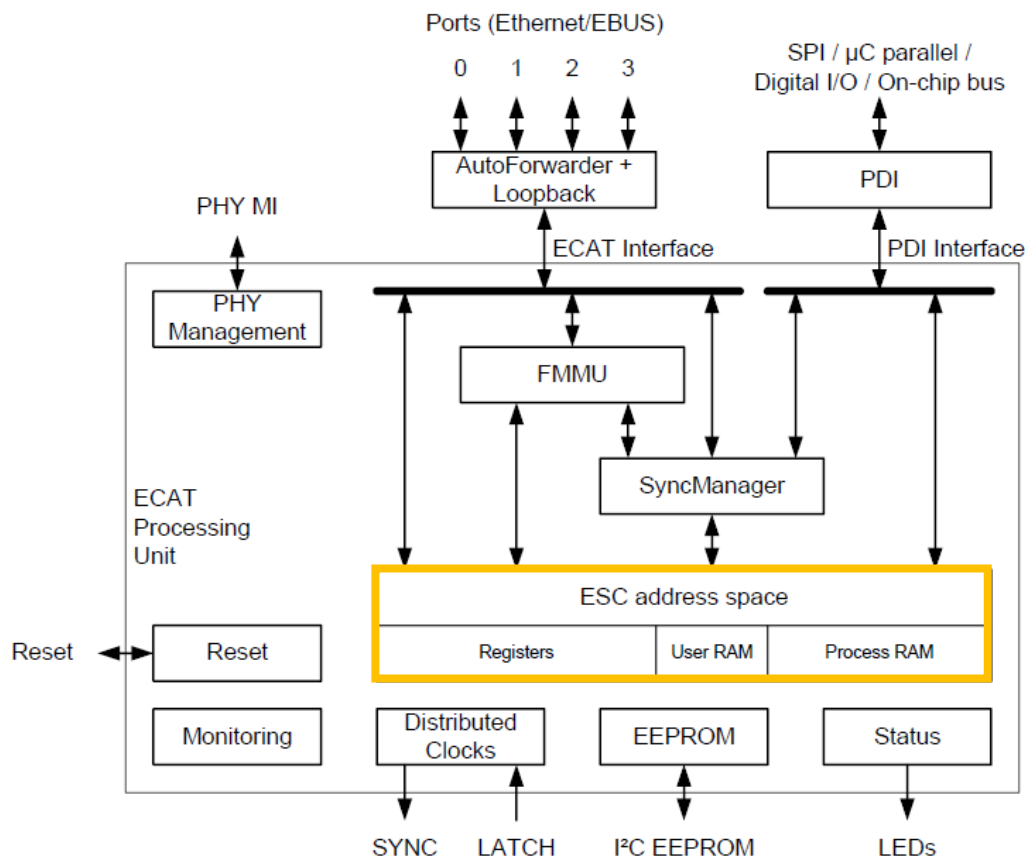 Ports (Ethernet/EBUS)
0 1 2 3
SPI / µC parallel /
Digital I/O / On-chip bus
AutoForwarder +
Loopback
PDI
PHY MI
ECAT Interface
PDI Interface
PHY
Management
FMMU
SyncManager
ECAT
Processing
Unit
ESC address space
Registers
User RAM
Process RAM
Reset
Reset
Monitoring
Distributed
Clocks
EEPROM
Status
SYNC
LATCH
I²C EEPROM
LEDs